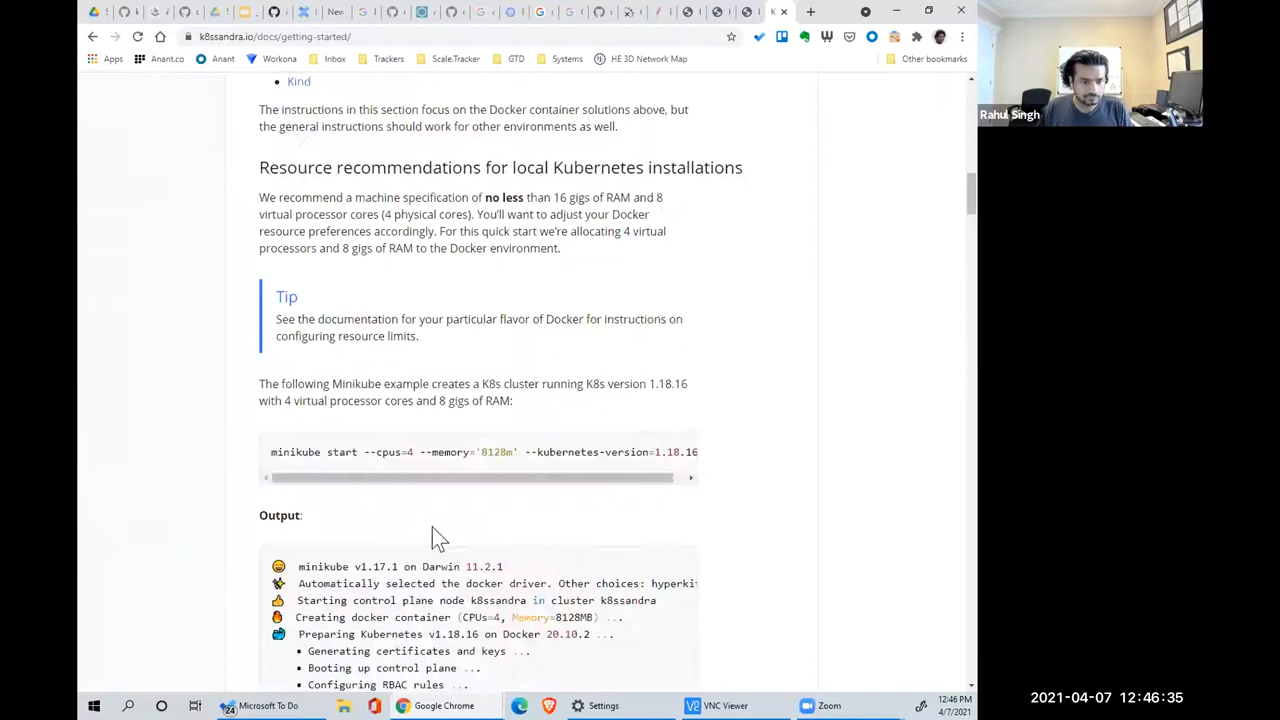 S
New
G
G
K
k8ssandra.io/docs/getting-started/
Apps
Anant.co
Anant
Workona
Inbox
Trackers
Scale.Tracker
GTD
Systems
HE 3D Network Map
Other bookmarks
Kind
The instructions in this section focus on the Docker container solutions above, but
the general instructions should work for other environments as well.
Resource recommendations for local Kubernetes installations
We recommend a machine specification of no less than 16 gigs of RAM and 8
virtual processor cores (4 physical cores). You'll want to adjust your Docker
resource preferences accordingly. For this quick start we're allocating 4 virtual
processors and 8 gigs of RAM to the Docker environment.
Tip
See the documentation for your particular flavor of Docker for instructions on
configuring resource limits.
The following Minikube example creates a K8s cluster running K8s version 1.18.16
with 4 virtual processor cores and 8 gigs of RAM:
minikube start --cpus=4 --memory='8128m' --kubernetes-version=1.18.16
Output:
minikube v1.17.1 on Darwin 11.2.1
Automatically selected the docker driver. Other choices: hyperki
Starting control plane node k8ssandra in cluster k8ssandra
Creating docker container (CPUs=4, Memory=8128MB) ...
Preparing Kubernetes v1.18.16 on Docker 20.10.2 ...
▪ Generating certificates and keys ...
▪ Booting up control plane ...
▪ Configuring RBAC rules ...
24
Microsoft To Do
Google Chrome
Settings
VNC Viewer
Zoom
12:46 PM
4/7/2021
Rahul Singh
2021-04-07 12:46:35